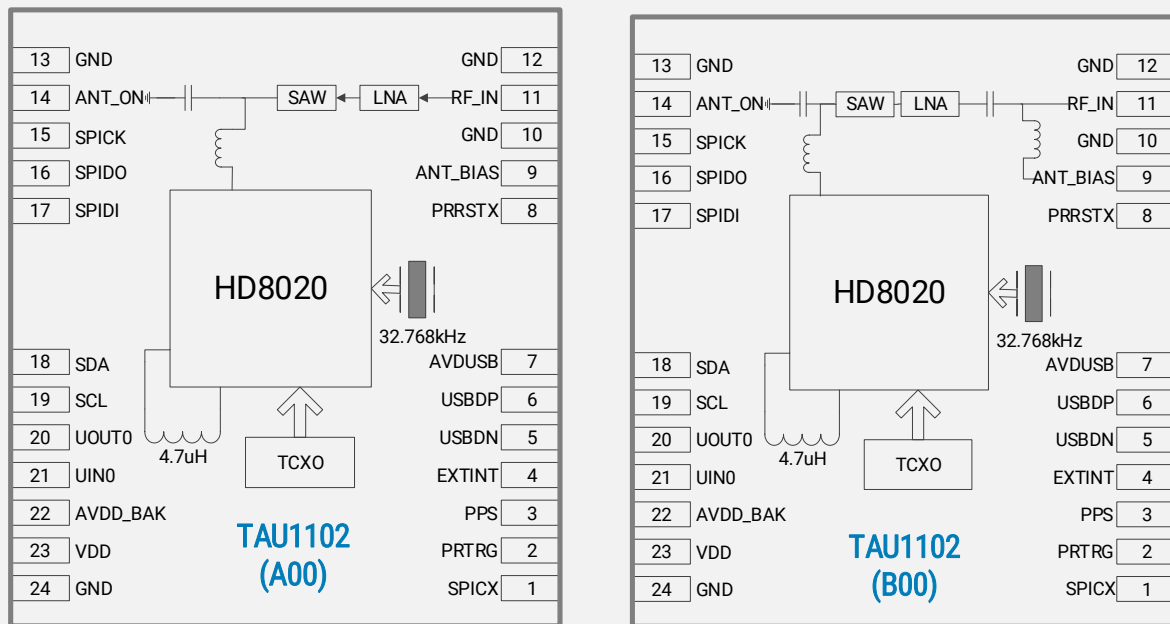 13 GND GND 12
14 ANT_ON SAW LNA RF_IN 11
15 SPICK GND 10
16 SPIDO ANT_BIAS 9
17 SPIDI PRRSTX 8
HD8020
32.768kHz
18 SDA AVDUSB 7
19 SCL USBDP 6
20 UOUT0 USBDN 5
4.7uH TCXO
21 UIN0 EXTINT 4
22 AVDD_BAK PPS 3
23 VDD PRTRG 2
24 GND SPICX 1
TAU1102
(A00)
13 GND GND 12
14 ANT_ON SAW LNA RF_IN 11
15 SPICK GND 10
16 SPIDO ANT_BIAS 9
17 SPIDI PRRSTX 8
HD8020
32.768kHz
18 SDA AVDUSB 7
19 SCL USBDP 6
20 UOUT0 USBDN 5
4.7uH TCXO
21 UIN0 EXTINT 4
22 AVDD_BAK PPS 3
23 VDD PRTRG 2
24 GND SPICX 1
TAU1102
(B00)